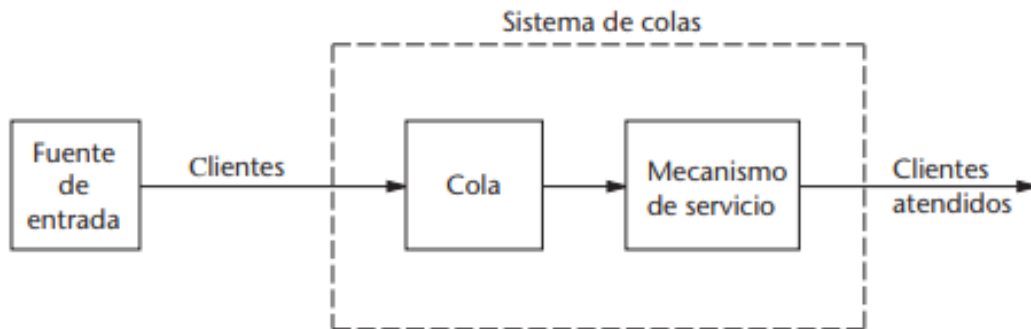 Sistema de colas
Fuente
de
entrada
Clientes
Cola
Mecanismo
de servicio
Clientes
atendidos